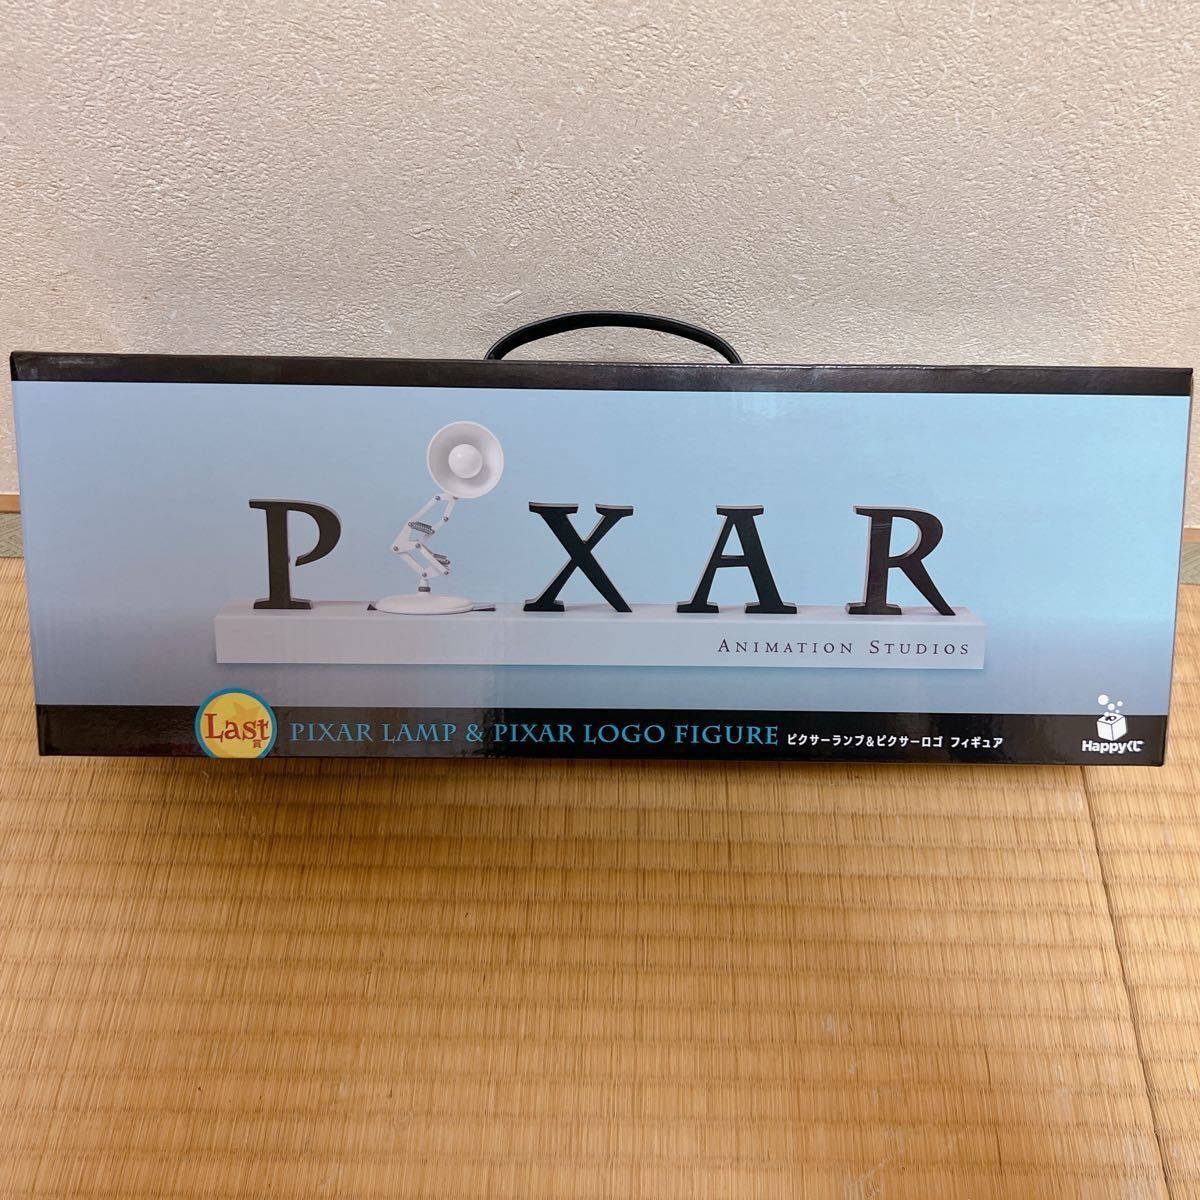 P XAR
ANIMATION STUDIOS
Last賞
PIXAR LAMP & PIXAR LOGO FIGURE ピクサーランプ&ピクサーロゴ フィギュア
Happyくじ